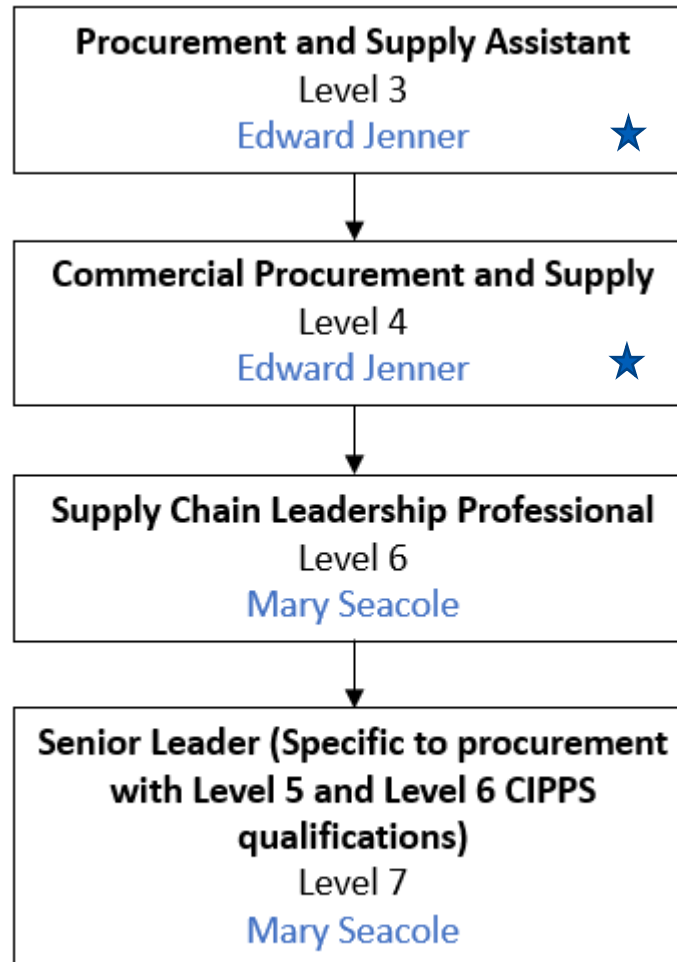 Procurement and Supply Assistant
Level 3
Edward Jenner
Commercial Procurement and Supply
Level 4
Edward Jenner
Supply Chain Leadership Professional
Level 6
Mary Seacole
Senior Leader (Specific to procurement
with Level 5 and Level 6 CIPPS
qualifications)
Level 7
Mary Seacole